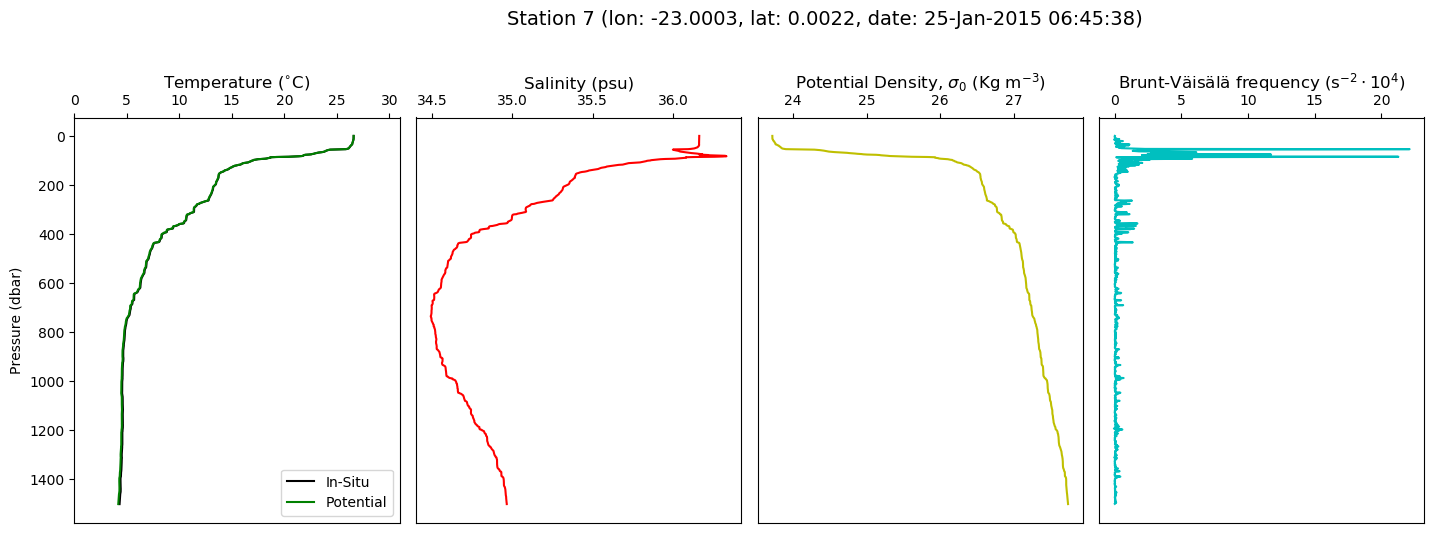 Station 7 (lon: -23.0003, lat: 0.0022, date: 25-Jan-2015 06:45:38)
Temperature (°C)
0 5 10 15 20 25 30
Salinity (psu)
34.5 35.0 35.5 36.0
Potential Density, σ₀ (Kg m⁻³)
24 25 26 27
Brunt-Väisälä frequency (s⁻² · 10⁴)
0 5 10 15 20
Pressure (dbar)
0
200
400
600
800
1000
1200
1400
In-Situ
Potential